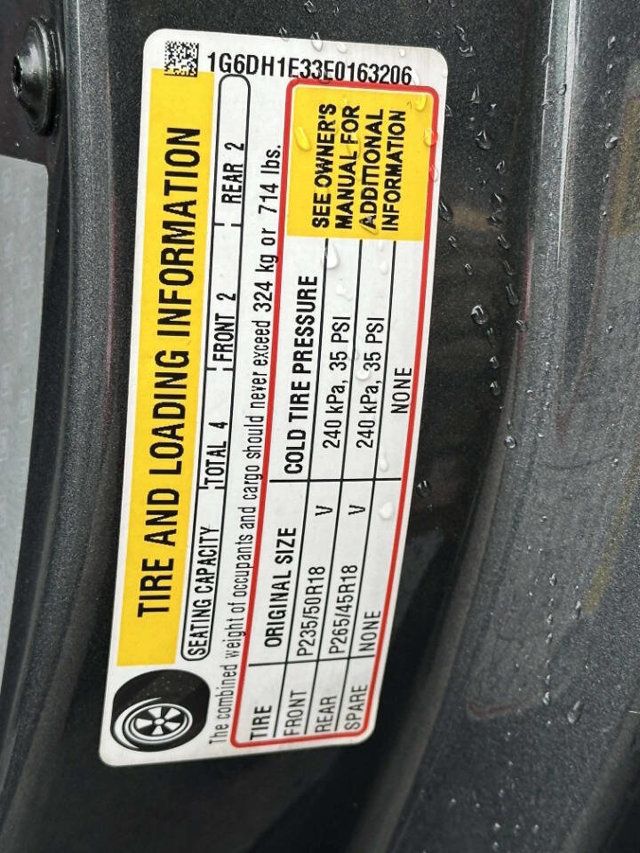 1G6DH1E33E0163206
TIRE AND LOADING INFORMATION
SEATING CAPACITY TOTAL 4 FRONT 2 REAR 2
The combined weight of occupants and cargo should never exceed 324 kg or 714 lbs.
TIRE ORIGINAL SIZE COLD TIRE PRESSURE
FRONT P235/50R18 V 240 kPa, 35 PSI
REAR P265/45R18 V 240 kPa, 35 PSI
SPARE NONE NONE
SEE OWNER'S
MANUAL FOR
ADDITIONAL
INFORMATION